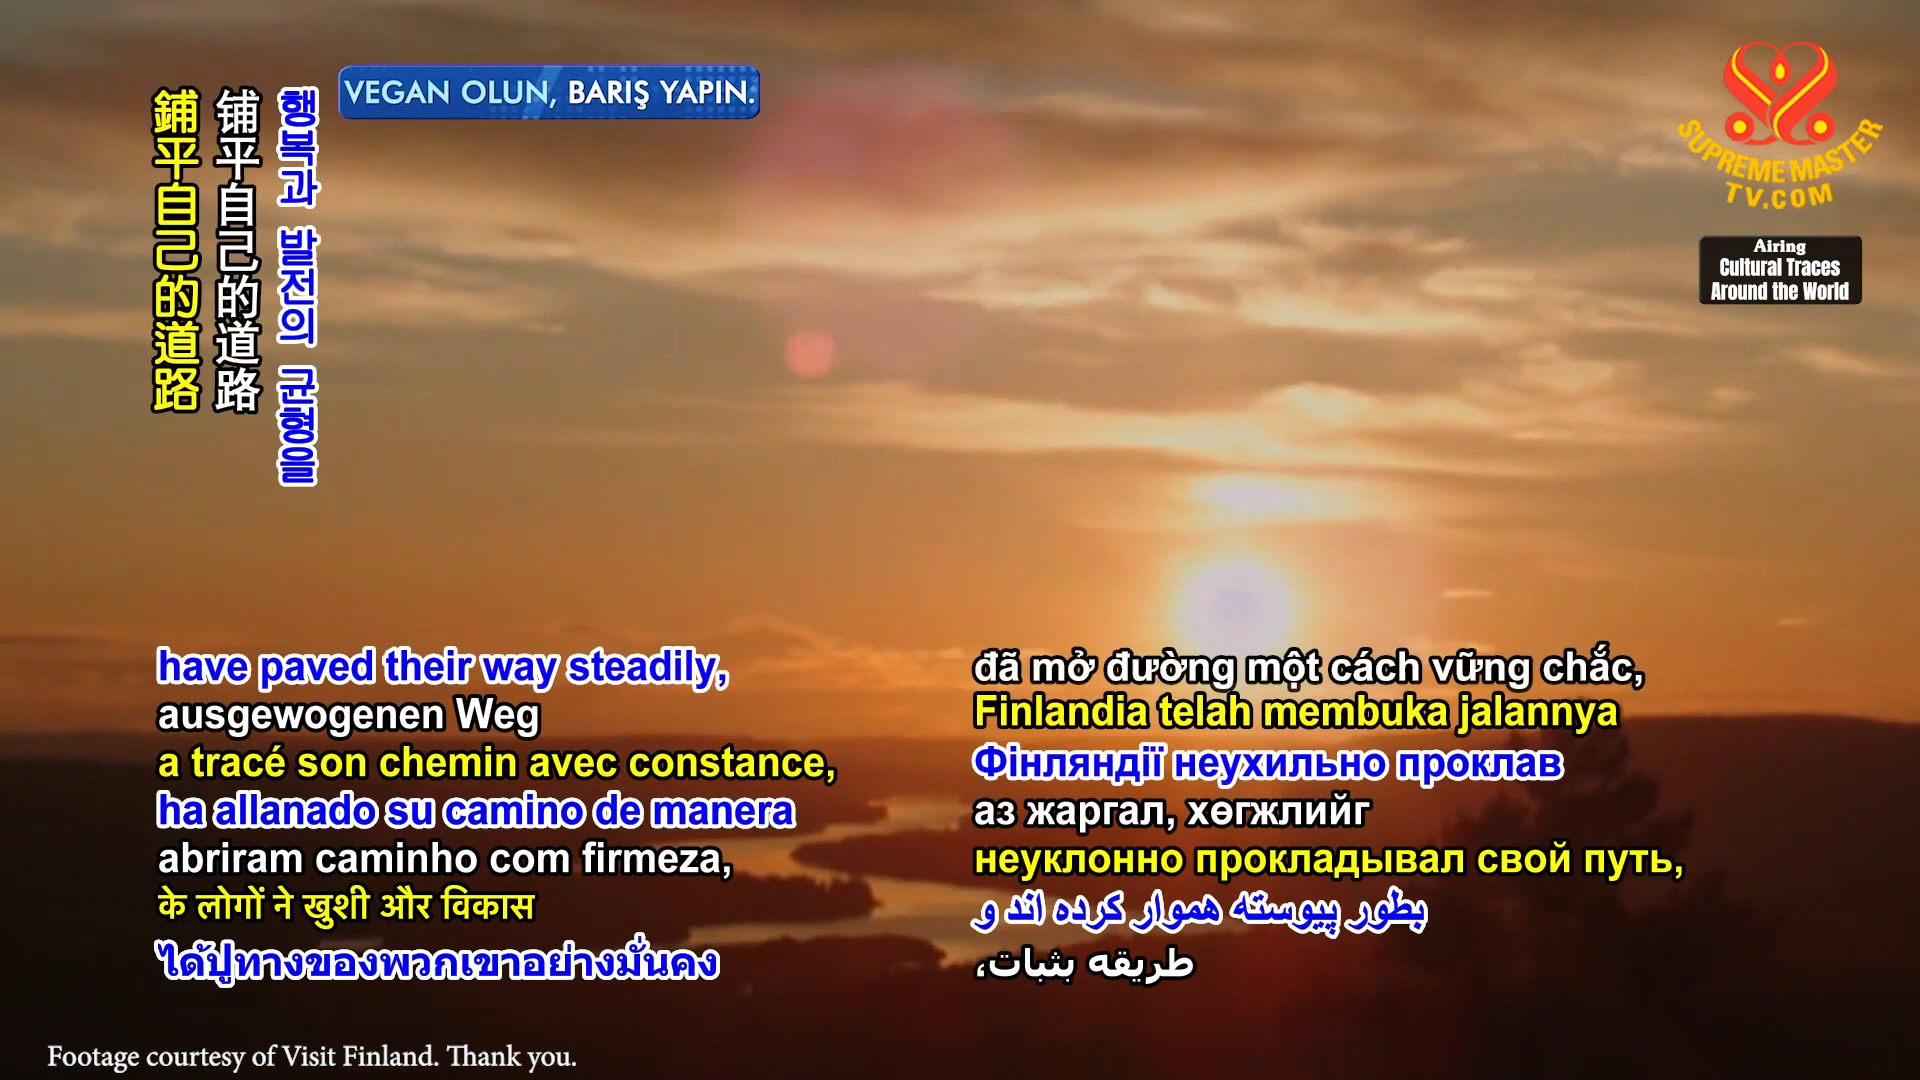 鋪平自己的道路
铺平自己的道路
행복과 발전의 균형을
VEGAN OLUN, BARIŞ YAPIN.
SUPREME MASTER
TV.COM
Airing
Cultural Traces
Around the World
have paved their way steadily,
ausgewogenen Weg
a tracé son chemin avec constance,
ha allanado su camino de manera
abriram caminho com firmeza,
के लोगों ने खुशी और विकास
ได้ปูทางของพวกเขาอย่างมั่นคง
đã mở đường một cách vững chắc,
Finlandia telah membuka jalannya
Фінляндії неухильно проклав
аз жаргал, хөгжлийг
неуклонно прокладывал свой путь,
بطور پیوسته هموار کرده اند و
طريقه بثبات،
Footage courtesy of Visit Finland. Thank you.